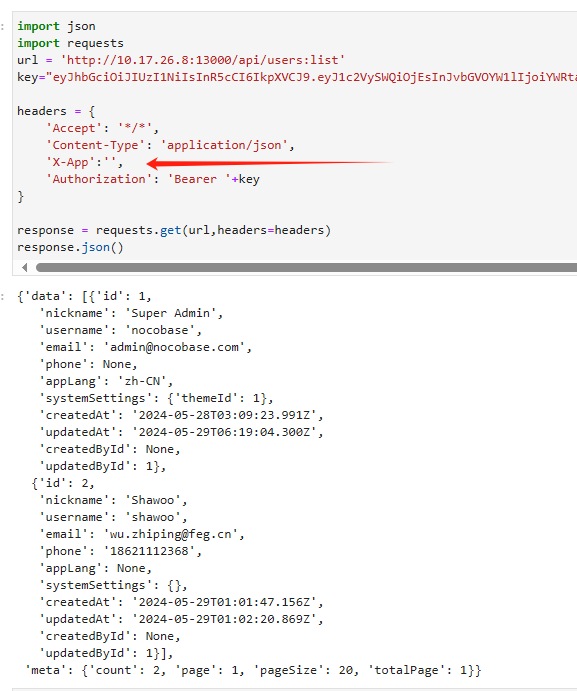 import json
import requests
url = 'http://10.17.26.8:13000/api/users:list'
key="eyJhbGciOiJIUzI1NiIsInR5cCI6IkpXVCJ9.eyJ1c2VySWQiOjEsInJvbGVOYW1lIjoiYWRta
headers = {
    'Accept': '*/*',
    'Content-Type': 'application/json',
    'X-App':'',
    'Authorization': 'Bearer '+key
}
response = requests.get(url,headers=headers)
response.json()
{'data': [{'id': 1,
   'nickname': 'Super Admin',
   'username': 'nocobase',
   'email': 'admin@nocobase.com',
   'phone': None,
   'appLang': 'zh-CN',
   'systemSettings': {'themeId': 1},
   'createdAt': '2024-05-28T03:09:23.991Z',
   'updatedAt': '2024-05-29T06:19:04.300Z',
   'createdById': None,
   'updatedById': 1},
  {'id': 2,
   'nickname': 'Shawoo',
   'username': 'shawoo',
   'email': 'wu.zhiping@feg.cn',
   'phone': '18621112368',
   'appLang': None,
   'systemSettings': {},
   'createdAt': '2024-05-29T01:01:47.156Z',
   'updatedAt': '2024-05-29T01:02:20.869Z',
   'createdById': None,
   'updatedById': 1}],
 'meta': {'count': 2, 'page': 1, 'pageSize': 20, 'totalPage': 1}}